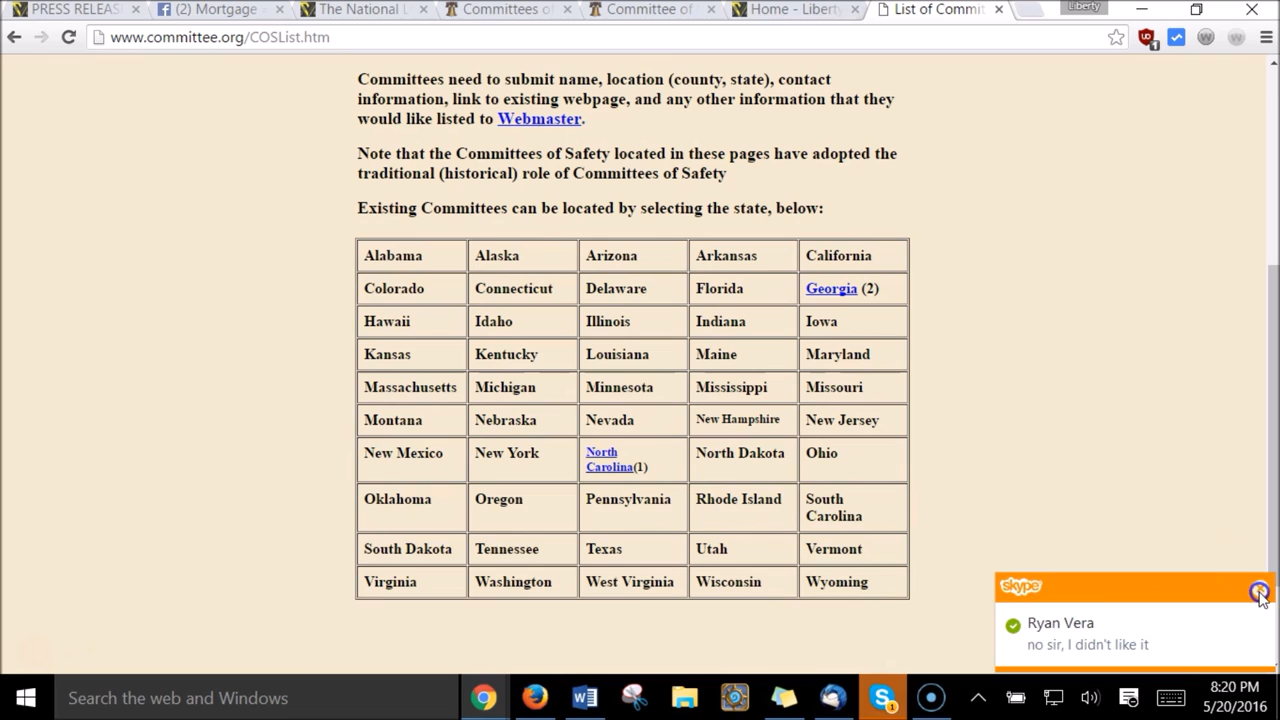 PRESS RELEAS
(2) Mortgage
The National
Committees of
Committee of
Home - Libert
List of Commit
Liberty
www.committee.org/COSList.htm
Committees need to submit name, location (county, state), contact
information, link to existing webpage, and any other information that they
would like listed to Webmaster.
Note that the Committees of Safety located in these pages have adopted the
traditional (historical) role of Committees of Safety
Existing Committees can be located by selecting the state, below:
Alabama Alaska Arizona Arkansas California
Colorado Connecticut Delaware Florida Georgia (2)
Hawaii Idaho Illinois Indiana Iowa
Kansas Kentucky Louisiana Maine Maryland
Massachusetts Michigan Minnesota Mississippi Missouri
Montana Nebraska Nevada New Hampshire New Jersey
New Mexico New York North Carolina(1) North Dakota Ohio
Oklahoma Oregon Pennsylvania Rhode Island South Carolina
South Dakota Tennessee Texas Utah Vermont
Virginia Washington West Virginia Wisconsin Wyoming
skype
Ryan Vera
no sir, I didn't like it
Search the web and Windows
8:20 PM
5/20/2016